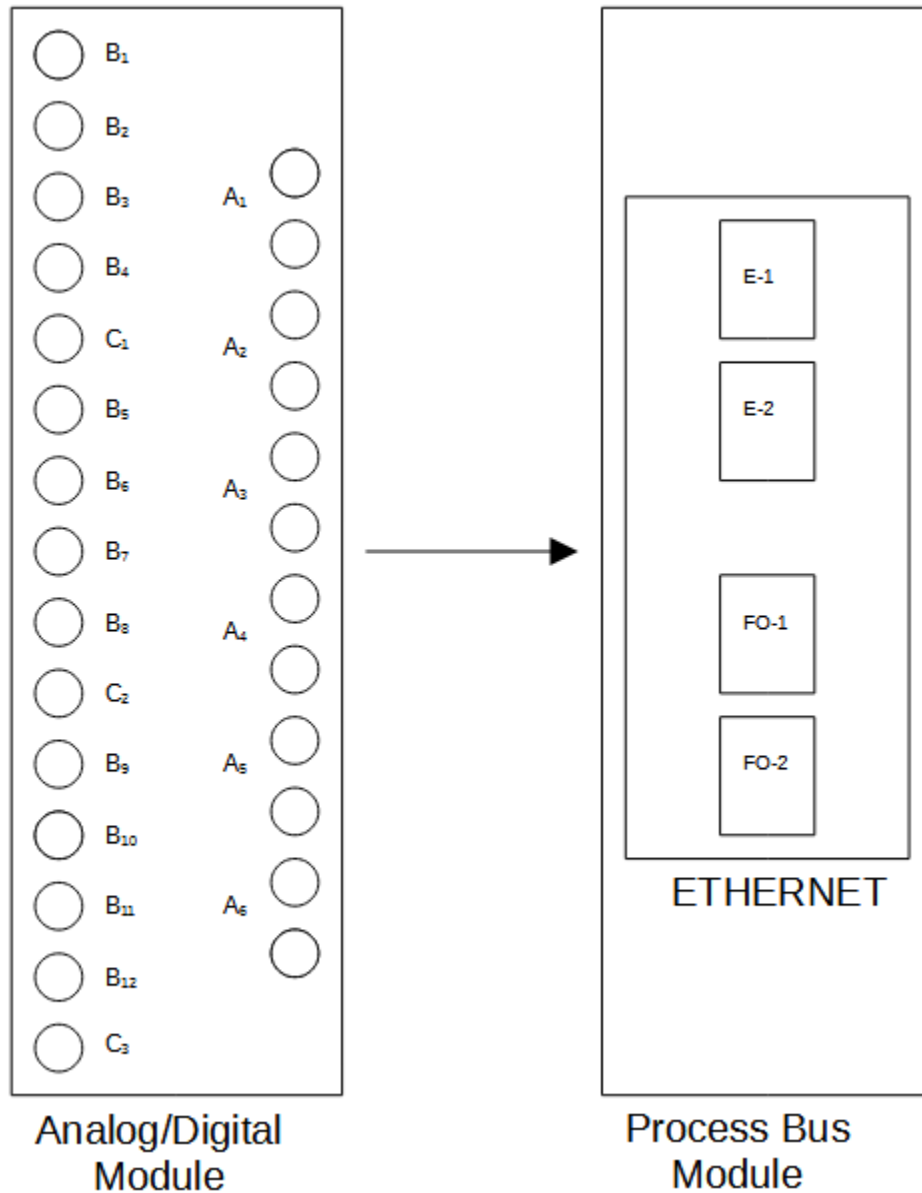 B₁
B₂
B₃
B₄
C₁
B₅
B₆
B₇
B₈
C₂
B₉
B₁₀
B₁₁
B₁₂
C₃
A₁
A₂
A₃
A₄
A₅
A₆
Analog/Digital
Module
E-1
E-2
FO-1
FO-2
ETHERNET
Process Bus
Module